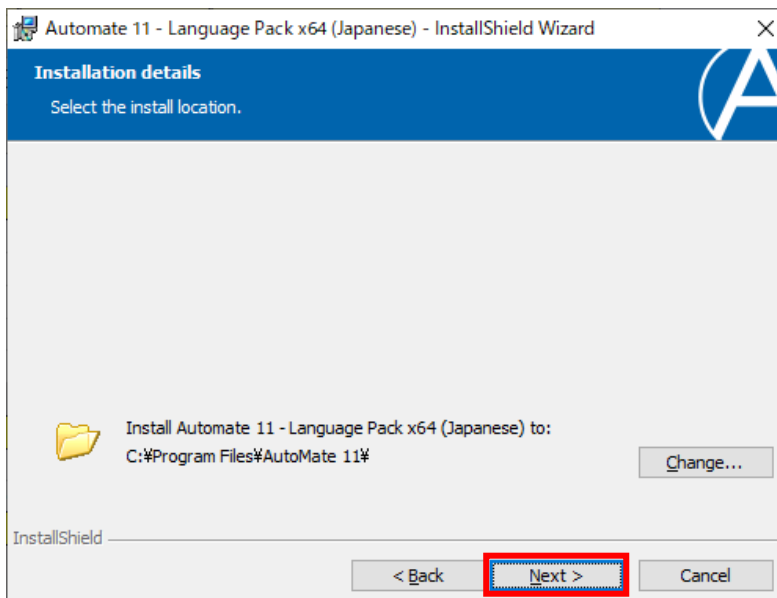 Automate 11 - Language Pack x64 (Japanese) - InstallShield Wizard
Installation details
Select the install location.
Install Automate 11 - Language Pack x64 (Japanese) to:
C:¥Program Files¥AutoMate 11¥
Change...
InstallShield
< Back
Next >
Cancel